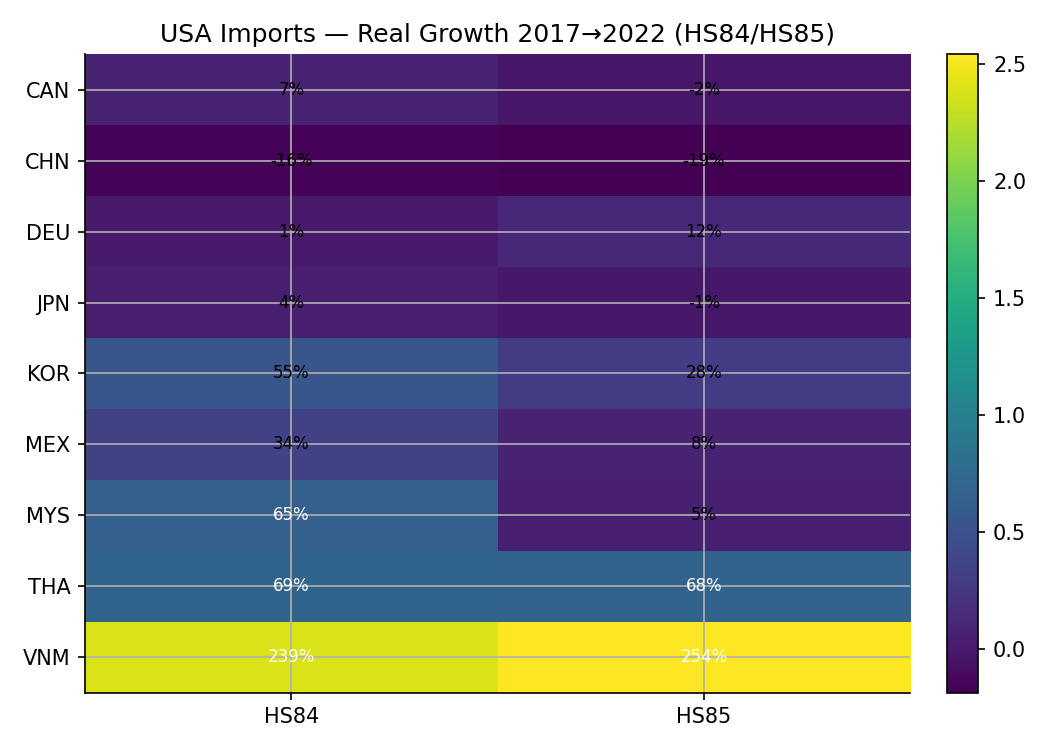 USA Imports — Real Growth 2017→2022 (HS84/HS85)
CAN 7% -2%
CHN -16% -19%
DEU 1% 12%
JPN 4% -1%
KOR 55% 28%
MEX 34% 8%
MYS 65% 5%
THA 69% 68%
VNM 239% 254%
HS84 HS85
2.5
2.0
1.5
1.0
0.5
0.0